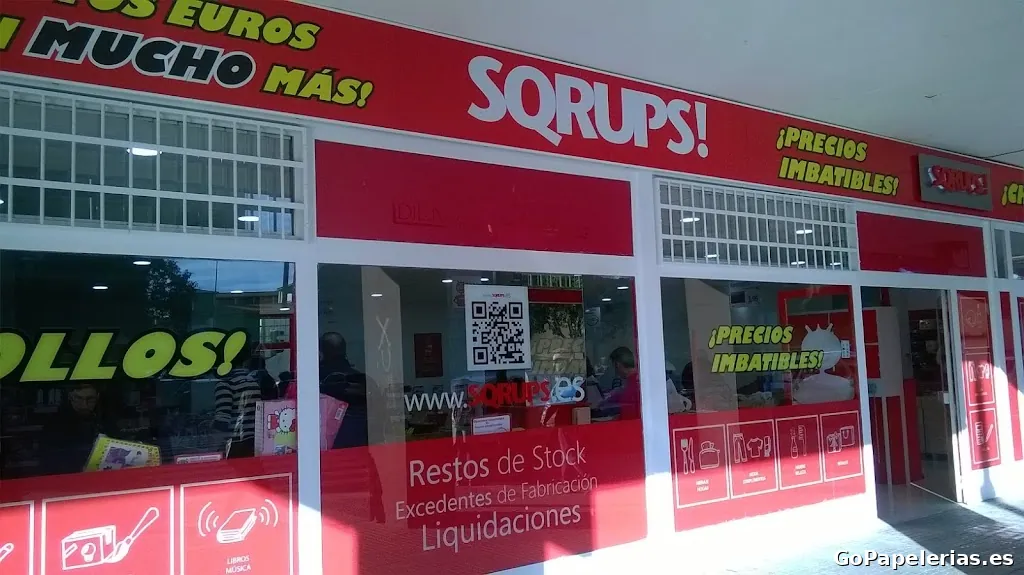 EUROS
MUCHO MÁS!
SQRUPS!
¡PRECIOS
IMBATIBLES!
SQRUPS!
OLLOS!
www.SQRUPS.es
Restos de Stock
Excedentes de Fabricación
Liquidaciones
¡PRECIOS
IMBATIBLES!
LIBROS
MÚSICA
GoPapelerias.es